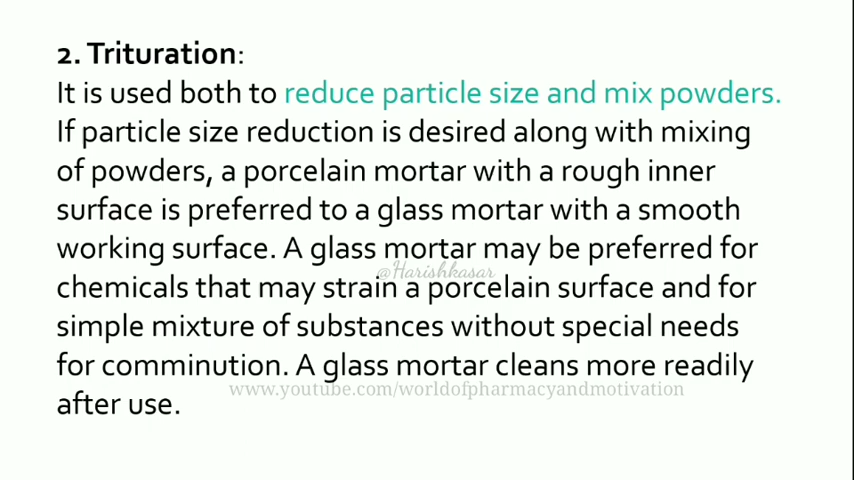 2. Trituration:
It is used both to reduce particle size and mix powders.
If particle size reduction is desired along with mixing
of powders, a porcelain mortar with a rough inner
surface is preferred to a glass mortar with a smooth
working surface. A glass mortar may be preferred for
@Harishkasar
chemicals that may strain a porcelain surface and for
simple mixture of substances without special needs
for comminution. A glass mortar cleans more readily
www.youtube.com/worldofpharmacyandmotivation
after use.